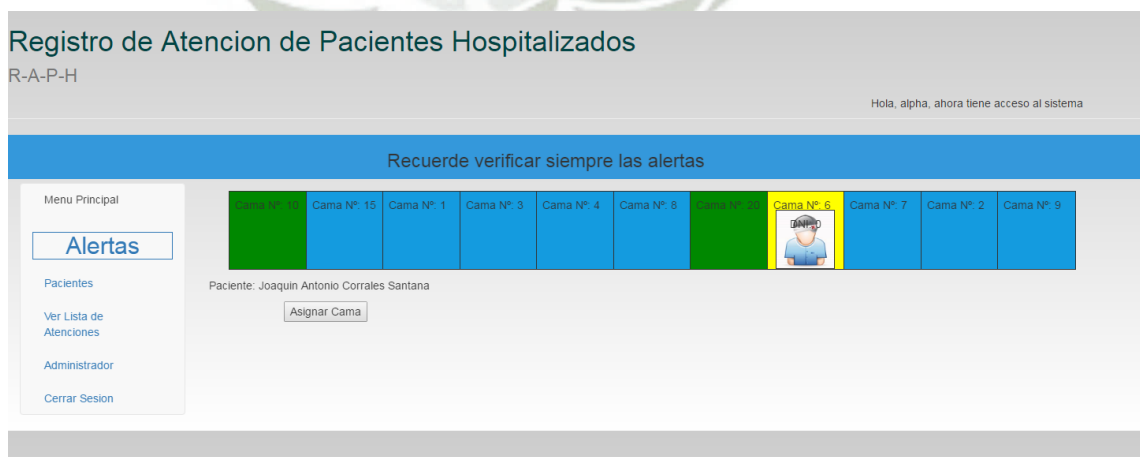 Registro de Atencion de Pacientes Hospitalizados
R-A-P-H
Hola, alpha, ahora tiene acceso al sistema
Recuerde verificar siempre las alertas
Menu Principal
Alertas
Pacientes
Ver Lista de
Atenciones
Administrador
Cerrar Sesion
Cama Nº: 10 Cama Nº: 15 Cama Nº: 1 Cama Nº: 3 Cama Nº: 4 Cama Nº: 8 Cama Nº: 20 Cama Nº: 6 Cama Nº: 7 Cama Nº: 2 Cama Nº: 9
Paciente: Joaquin Antonio Corrales Santana
Asignar Cama